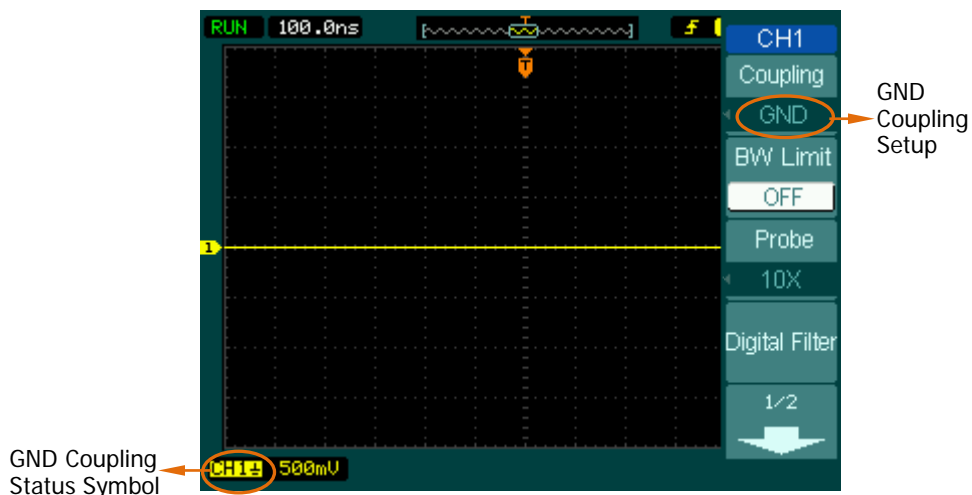 RUN 100.0ns
T
CH1
Coupling
GND
BW Limit
OFF
Probe
10X
Digital Filter
1/2
GND
Coupling
Setup
1
CH1 500mV
GND Coupling
Status Symbol